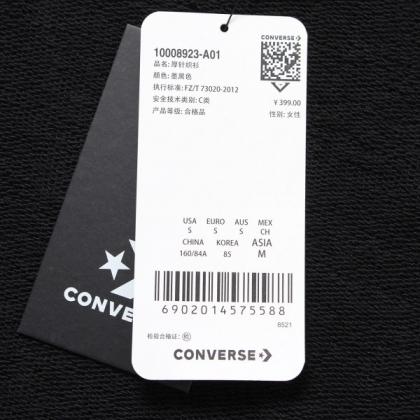 CONVERSE
10008923-A01
品名: 厚针织衫
颜色: 墨黑色
执行标准: FZ/T 73020-2012
安全技术类别: C类
产品等级: 合格品
¥ 399.00
性别: 女性
USA EURO AUS MEX
S S S CH
CHINA KOREA ASIA
160/84A 85 M
6902014575588
8521
检验合格证:
CONVERSE
CONVERSE